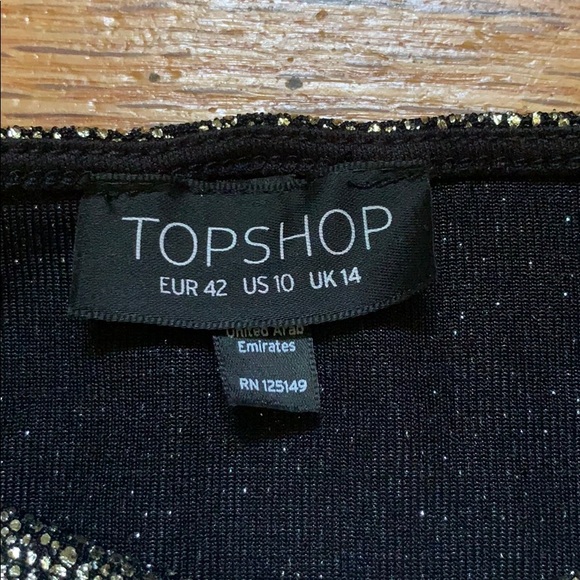 TOPSHOP
EUR 42 US 10 UK 14
United Arab
Emirates
RN 125149